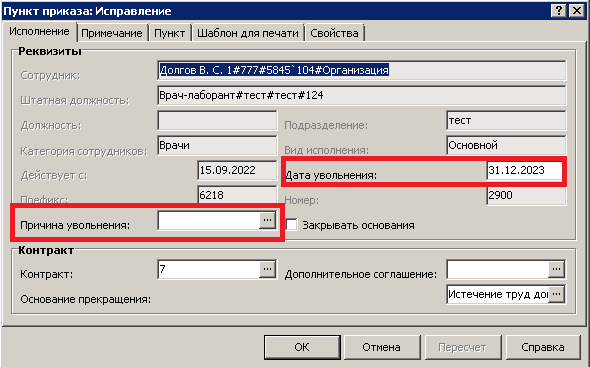 Пункт приказа: Исправление
Исполнение Примечание Пункт Шаблон для печати Свойства
Реквизиты
Сотрудник: Долгов В. С. 1#777#5845`104#Организация
Штатная должность: Врач-лаборант#тест#тест#124
Должность: Подразделение: тест
Категория сотрудников: Врачи Вид исполнения: Основной
Действует с: 15.09.2022 Дата увольнения: 31.12.2023
Префикс: 6218 Номер: 2900
Причина увольнения: ... Закрывать основания
Контракт
Контракт: 7 ... Дополнительное соглашение: ...
Основание прекращения: Истечение труд дог ...
ОК Отмена Пересчет Справка